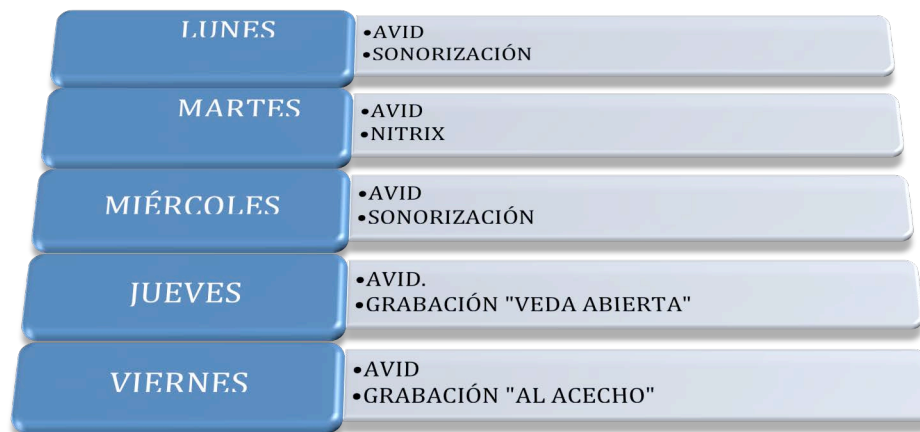 LUNES
•AVID
•SONORIZACIÓN
MARTES
•AVID
•NITRIX
MIÉRCOLES
•AVID
•SONORIZACIÓN
JUEVES
•AVID.
•GRABACIÓN "VEDA ABIERTA"
VIERNES
•AVID
•GRABACIÓN "AL ACECHO"